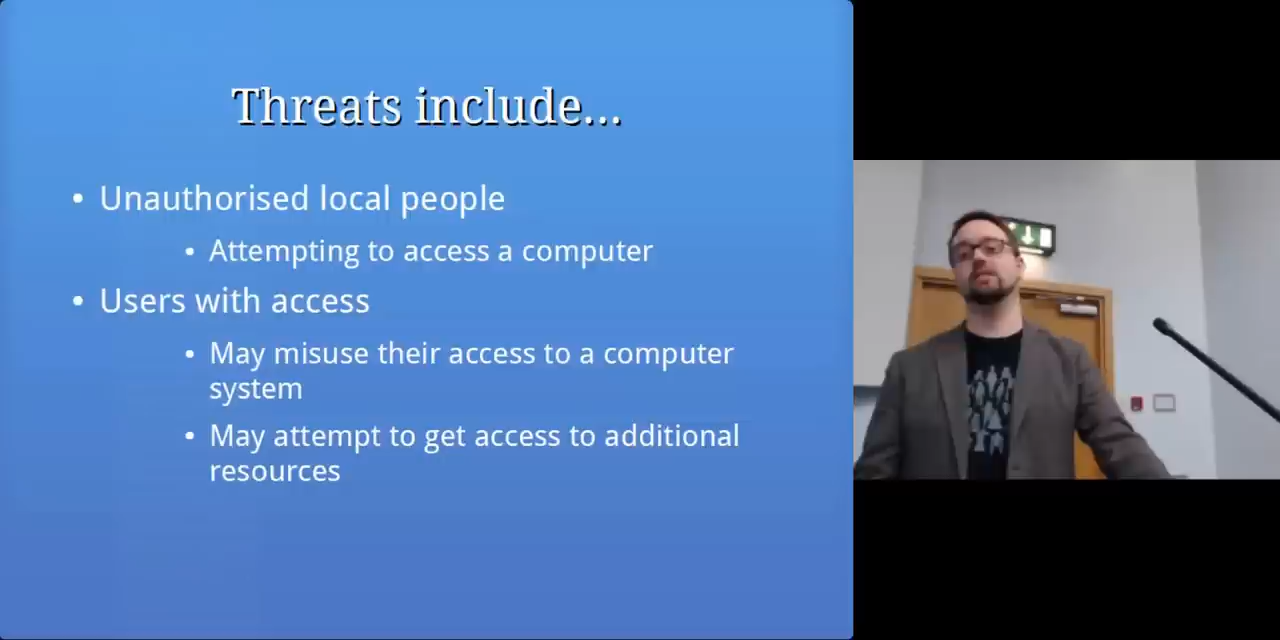 Threats include...
• Unauthorised local people
• Attempting to access a computer
• Users with access
• May misuse their access to a computer
system
• May attempt to get access to additional
resources